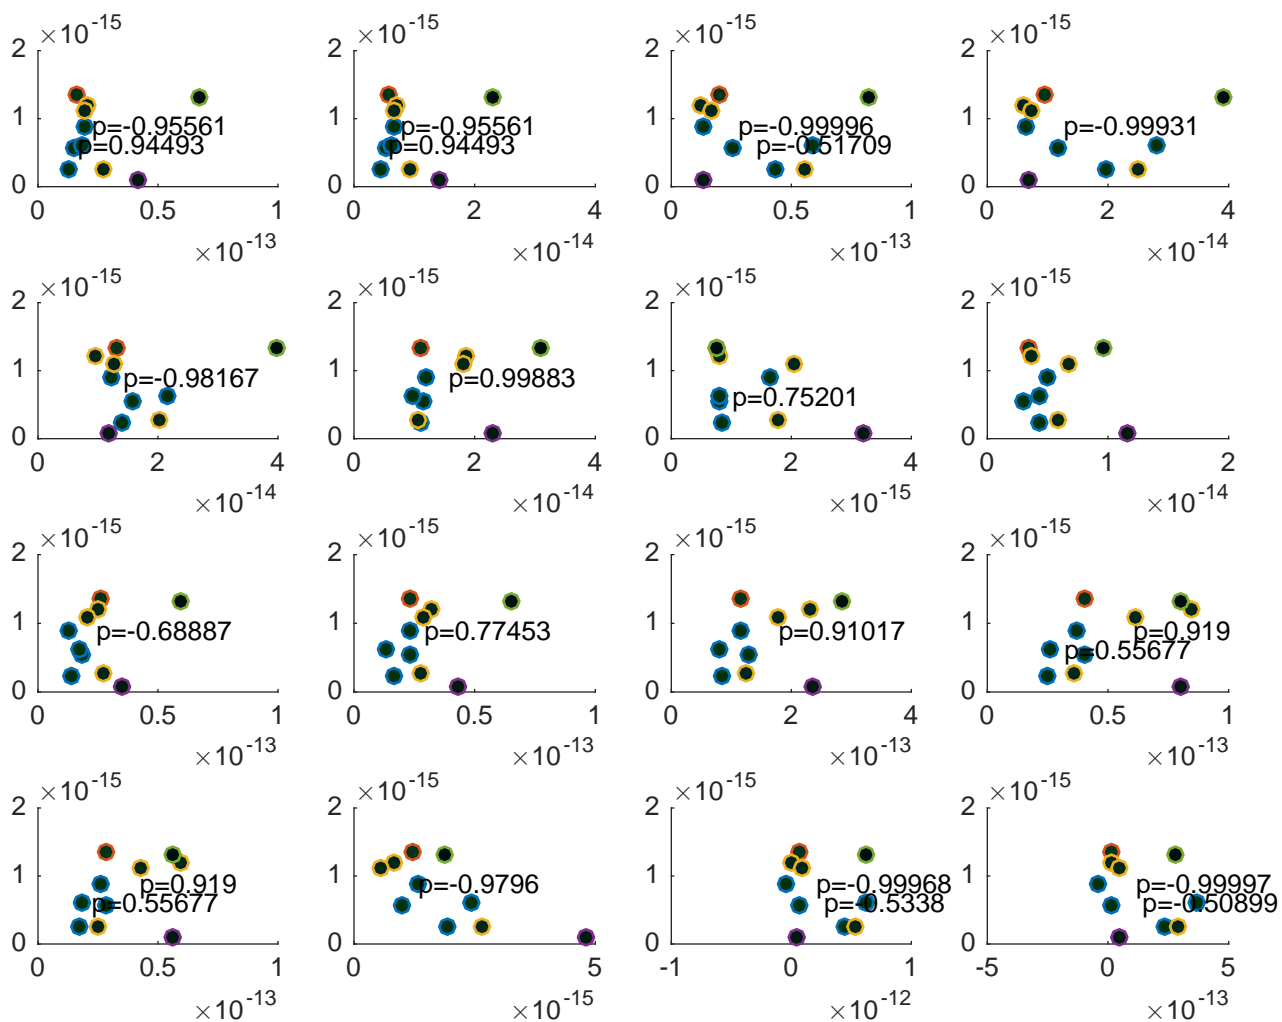 ×10-15 ×10-15 ×10-15 ×10-15
2 2 2 2
1 1 1 1
p=-0.95561 p=-0.95561 p=-0.99996 p=-0.99931
p=0.94493 p=0.94493 p=-0.51709
0 0 0 0
0 0.5 1 0 2 4 0 0.5 1 0 2 4
×10-13 ×10-14 ×10-13 ×10-14
×10-15 ×10-15 ×10-15 ×10-15
2 2 2 2
1 1 1 1
p=-0.98167 p=0.99883 p=0.75201
0 0 0 0
0 2 4 0 2 4 0 2 4 0 1 2
×10-14 ×10-14 ×10-15 ×10-14
×10-15 ×10-15 ×10-15 ×10-15
2 2 2 2
1 1 1 1
p=-0.68887 p=0.77453 p=0.91017 p=0.919
p=0.55677
0 0 0 0
0 0.5 1 0 0.5 1 0 2 4 0 0.5 1
×10-13 ×10-13 ×10-13 ×10-13
×10-15 ×10-15 ×10-15 ×10-15
2 2 2 2
1 1 1 1
p=0.919 p=-0.9796 p=-0.99968 p=-0.99997
p=0.55677 p=-0.5338 p=-0.50899
0 0 0 0
0 0.5 1 0 5 -1 0 1 -5 0 5
×10-13 ×10-15 ×10-12 ×10-13